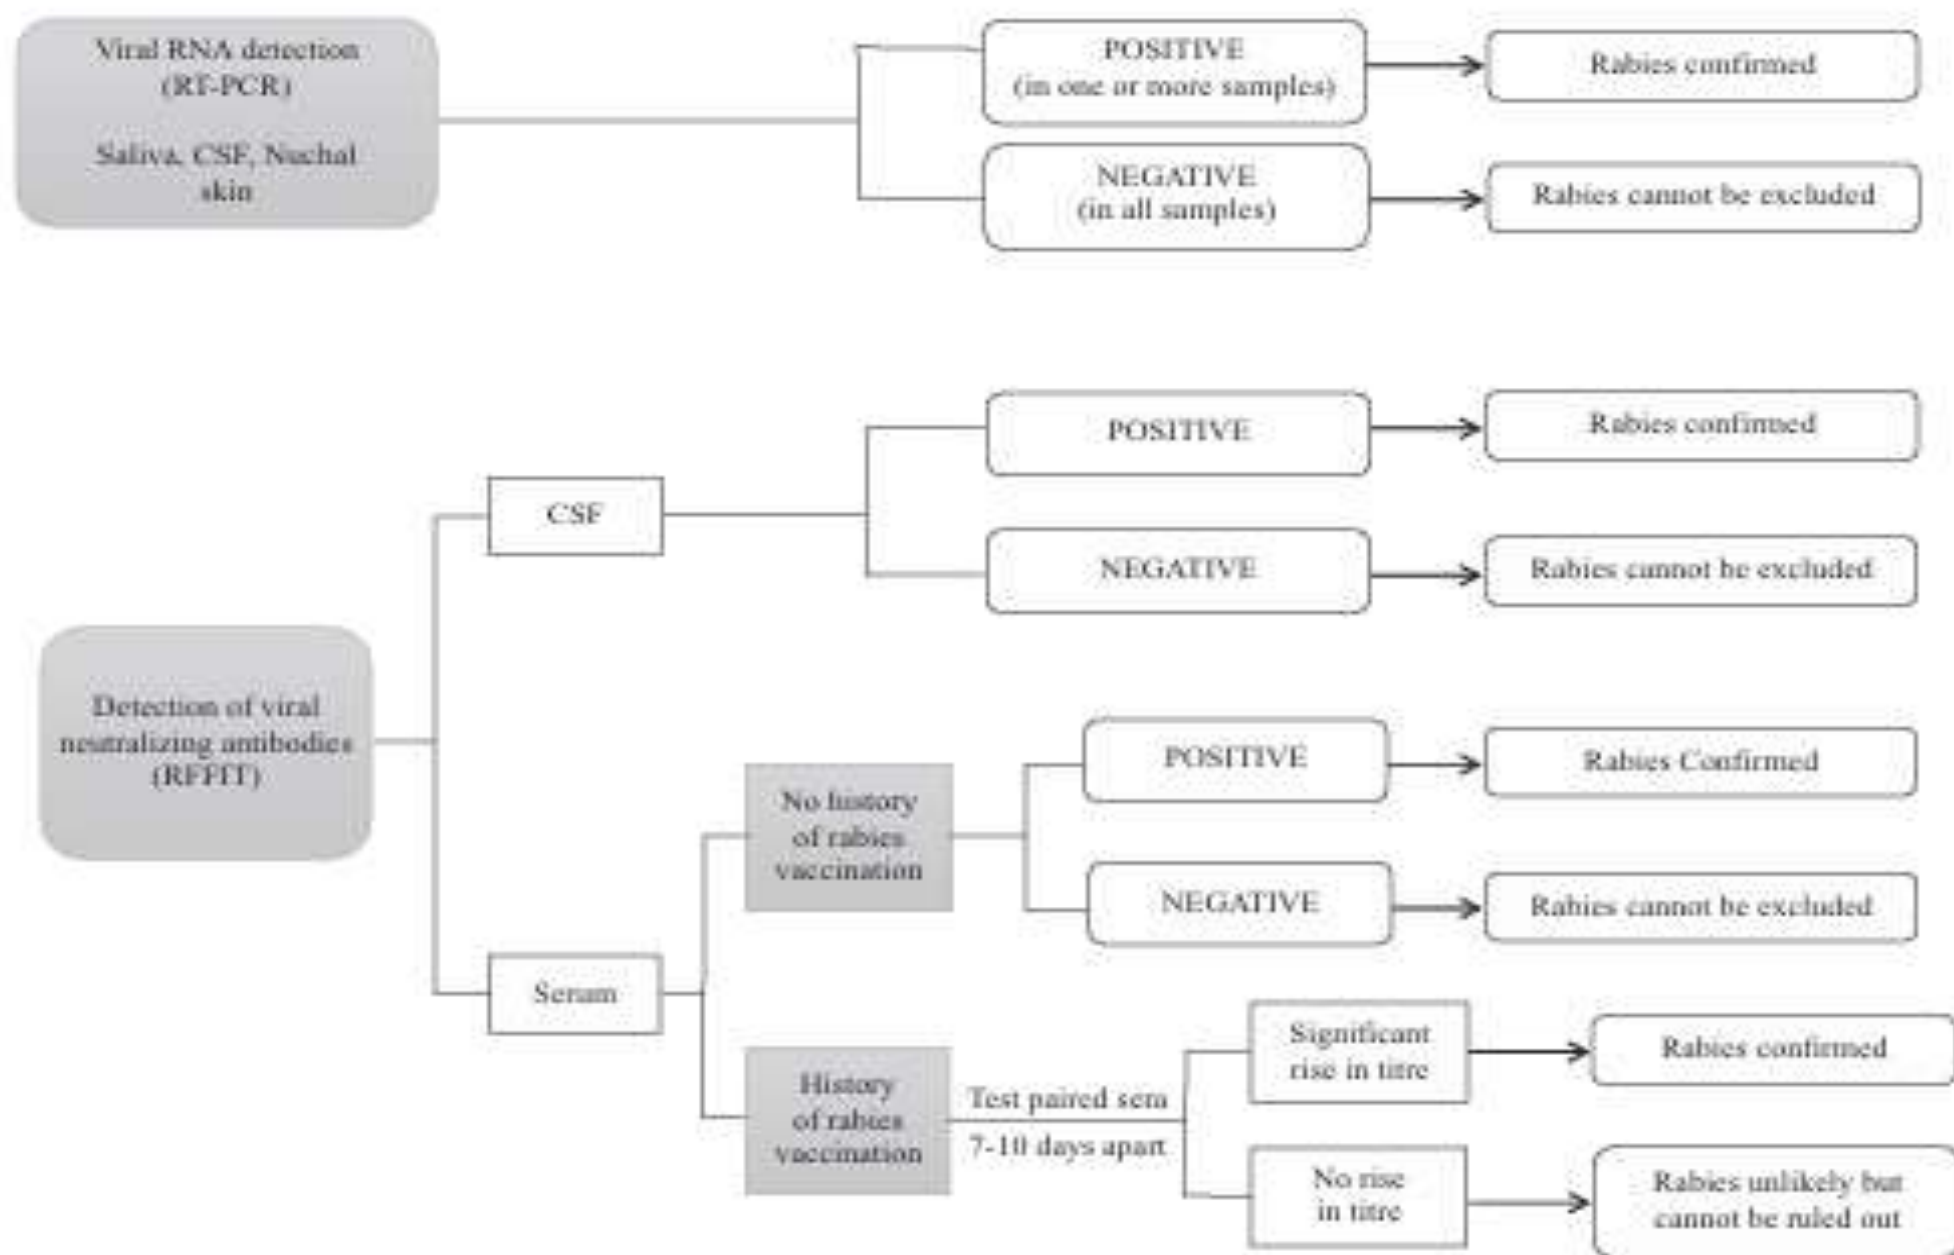 Viral RNA detection
(RT-PCR)
Saliva, CSF, Nuchal
skin
POSITIVE
(in one or more samples)
Rabies confirmed
NEGATIVE
(in all samples)
Rabies cannot be excluded
Detection of viral
neutralizing antibodies
(RFFIT)
CSF
POSITIVE
Rabies confirmed
NEGATIVE
Rabies cannot be excluded
Serum
No history
of rabies
vaccination
POSITIVE
Rabies Confirmed
NEGATIVE
Rabies cannot be excluded
History
of rabies
vaccination
Test paired sera
7-10 days apart
Significant
rise in titre
Rabies confirmed
No rise
in titre
Rabies unlikely but
cannot be ruled out